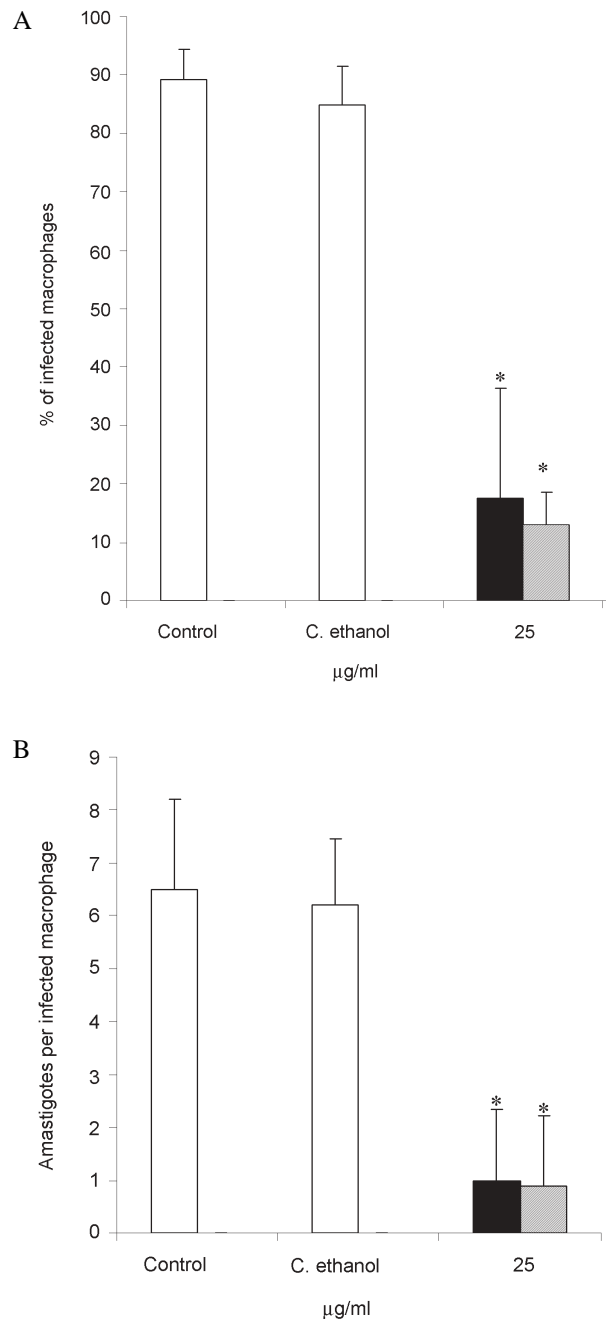 A
100
90
80
70
60
50
40
30
20
10
0
% of infected macrophages
*
*
Control
C. ethanol
25
μg/ml
B
9
8
7
6
5
4
3
2
1
0
Amastigotes per infected macrophage
*
*
Control
C. ethanol
25
μg/ml